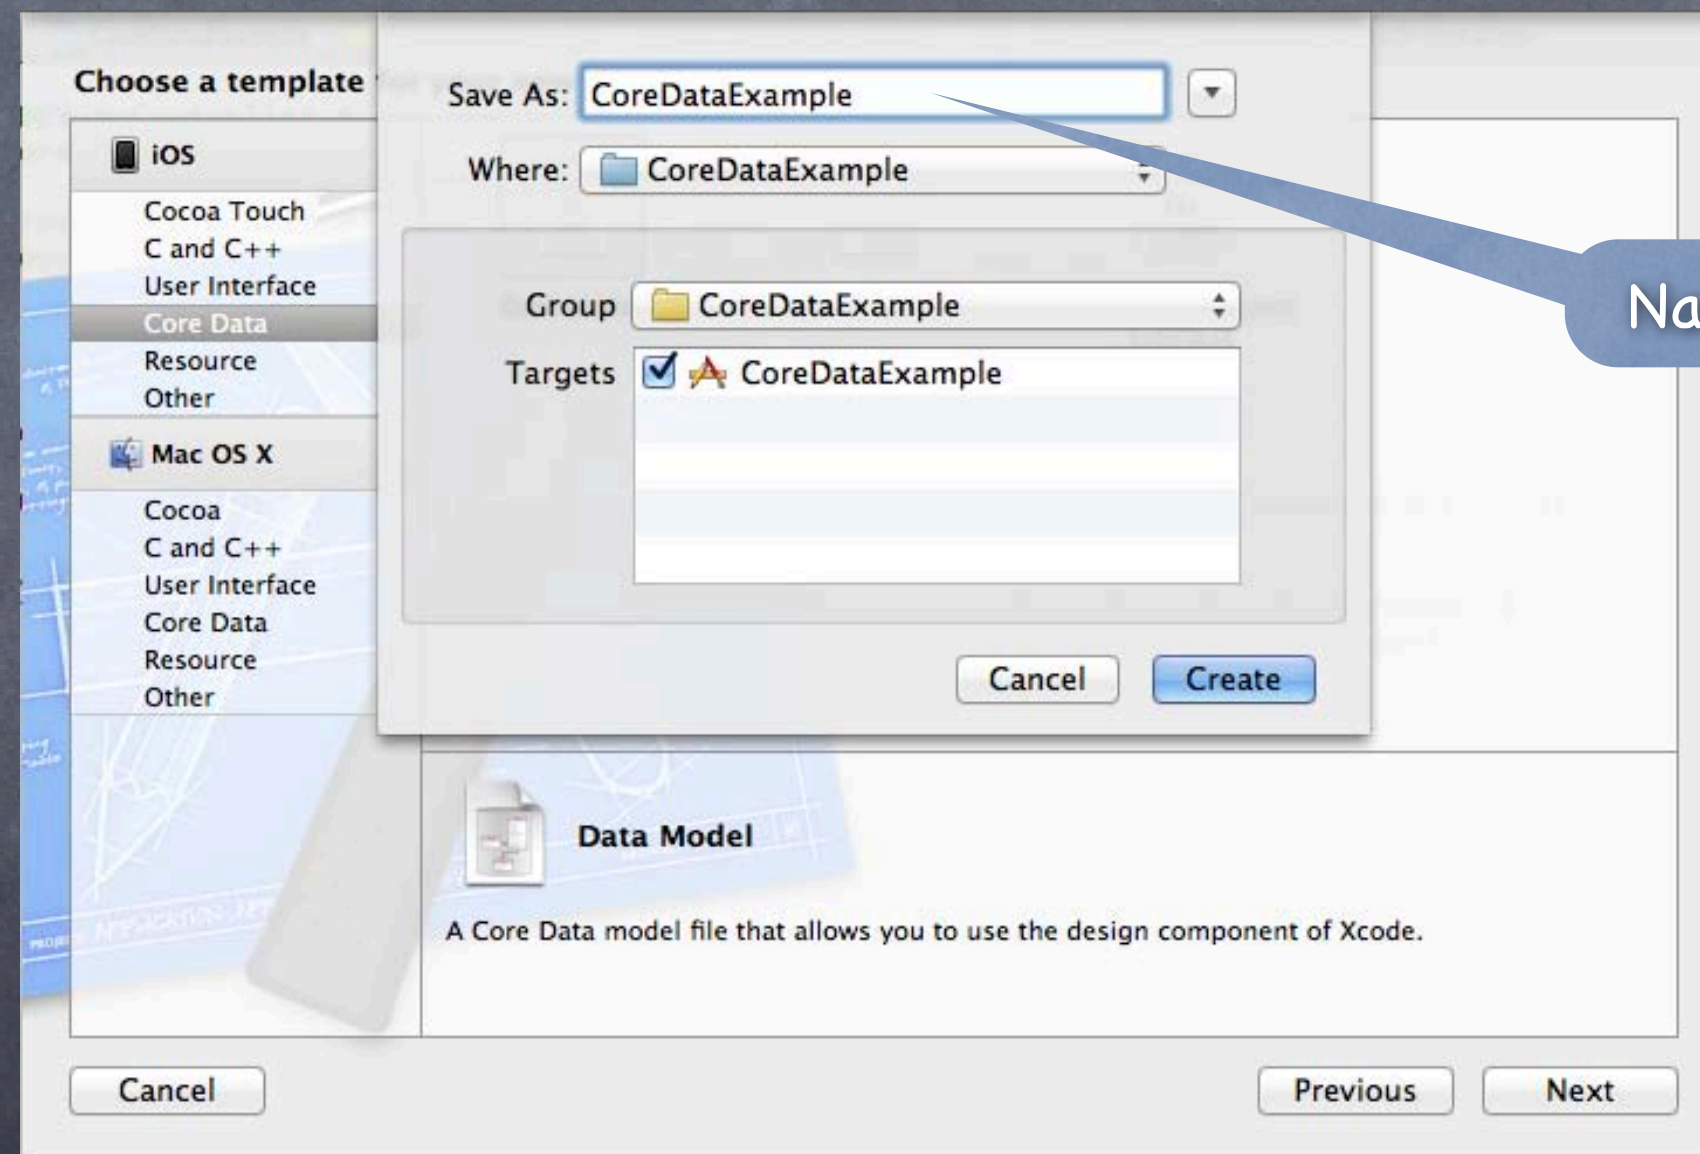 Choose a template
Save As: CoreDataExample
Where: CoreDataExample
iOS
Cocoa Touch
C and C++
User Interface
Core Data
Resource
Other
Mac OS X
Cocoa
C and C++
User Interface
Core Data
Resource
Other
Group CoreDataExample
Targets CoreDataExample
Na
Cancel Create
Data Model
A Core Data model file that allows you to use the design component of Xcode.
Cancel Previous Next